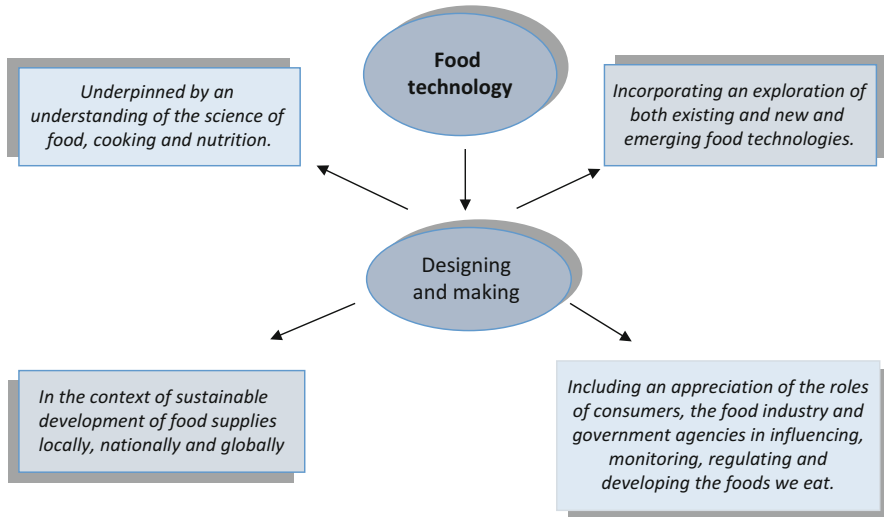 Food
technology
Underpinned by an
understanding of the science of
food, cooking and nutrition.
Incorporating an exploration of
both existing and new and
emerging food technologies.
Designing
and making
In the context of sustainable
development of food supplies
locally, nationally and globally
Including an appreciation of the roles
of consumers, the food industry and
government agencies in influencing,
monitoring, regulating and
developing the foods we eat.